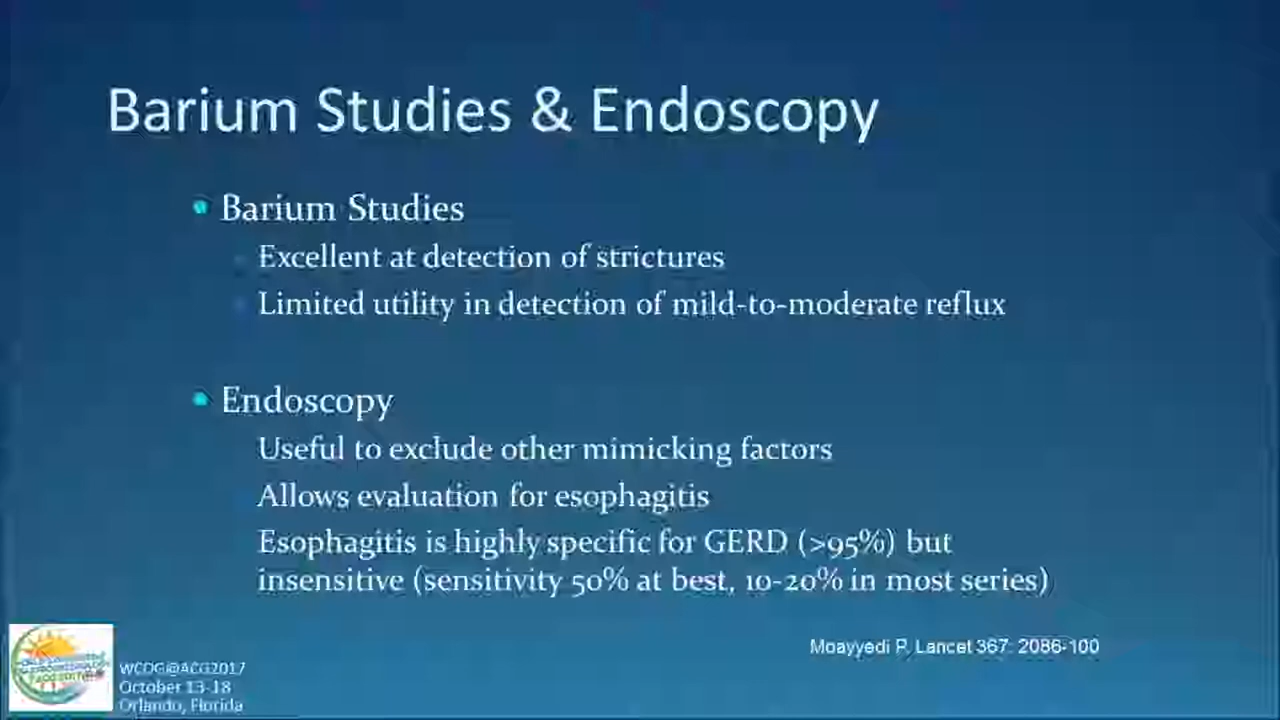 Barium Studies & Endoscopy
Barium Studies
Excellent at detection of strictures
Limited utility in detection of mild-to-moderate reflux
Endoscopy
Useful to exclude other mimicking factors
Allows evaluation for esophagitis
Esophagitis is highly specific for GERD (>95%) but
insensitive (sensitivity 50% at best, 10-20% in most series)
Moayyedi P, Lancet 367: 2086-100
WCOG@ACG2017
October 13-18
Orlando, Florida